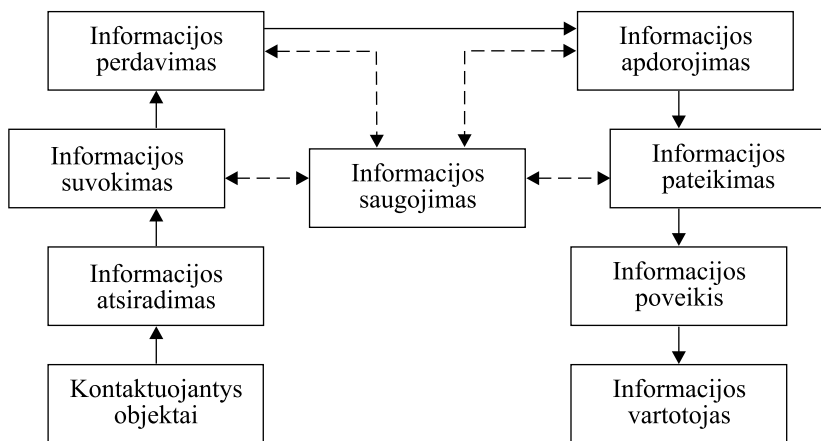 Informacijos
perdavimas
Informacijos
apdorojimas
Informacijos
suvokimas
Informacijos
saugojimas
Informacijos
pateikimas
Informacijos
atsiradimas
Informacijos
poveikis
Kontaktuojantys
objektai
Informacijos
vartotojas